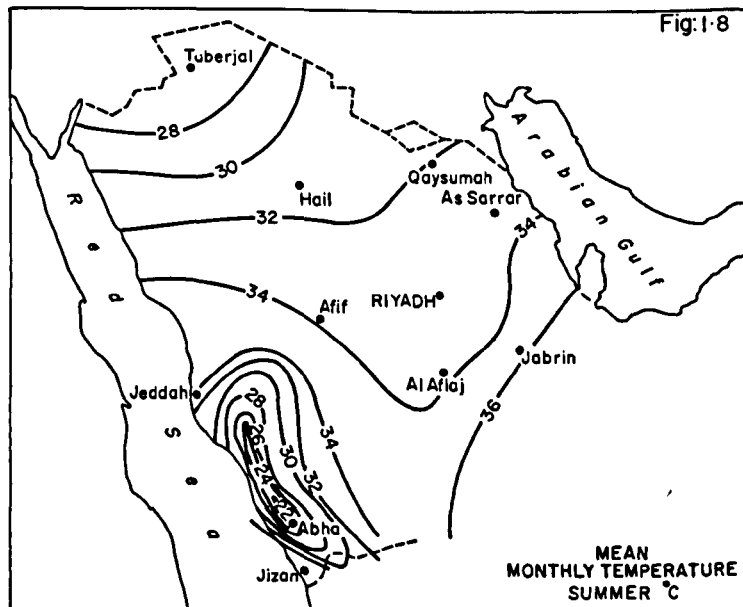 Fig:1·8
Tuberjal
28
30
Hail
Qaysumah
As Sarrar
32
34
Arabian Gulf
Red Sea
34
Afif
RIYADH
Jabrin
Al Aflaj
36
Jeddah
28
34
26
30
24
32
22
Abha
Jizan
MEAN
MONTHLY TEMPERATURE
SUMMER °C